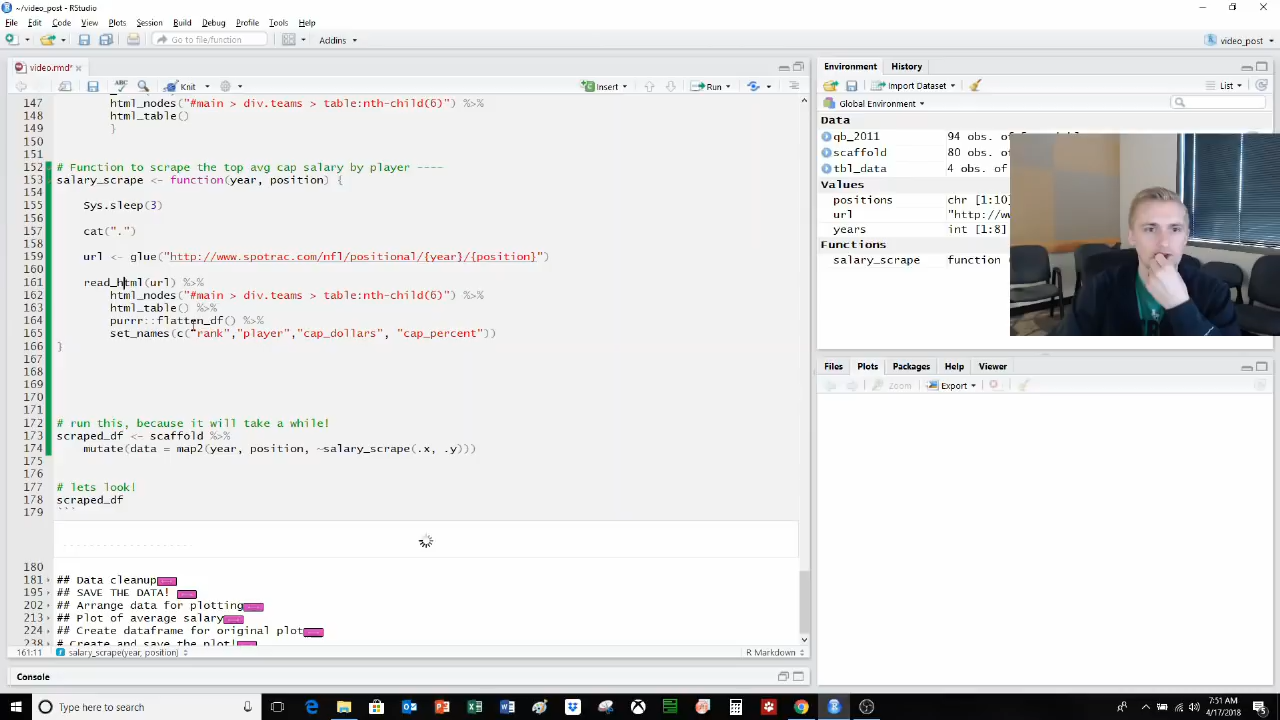 ~/video_post - RStudio
File Edit Code View Plots Session Build Debug Profile Tools Help
Go to file/function Addins video_post
video.rmd*
ABC Knit Insert Run
147 html_nodes("#main > div.teams > table:nth-child(6)") %>%
148 html_table()
149 }
150
151
152 # Function to scrape the top avg cap salary by player ----
153 salary_scrape <- function(year, position) {
154
155 Sys.sleep(3)
156
157 cat(".")
158
159 url <- glue("http://www.spotrac.com/nfl/positional/{year}/{position}")
160
161 read_html(url) %>%
162 html_nodes("#main > div.teams > table:nth-child(6)") %>%
163 html_table() %>%
164 purrr::flatten_df() %>%
165 set_names(c("rank","player","cap_dollars", "cap_percent"))
166 }
167
168
169
170
171
172 # run this, because it will take a while!
173 scraped_df <- scaffold %>%
174 mutate(data = map2(year, position, ~salary_scrape(.x, .y)))
175
176
177 # lets look!
178 scraped_df
179 ```
...................
180
181 ## Data cleanup
195 ## SAVE THE DATA!
202 ## Arrange data for plotting
213 ## Plot of average salary
224 ## Create dataframe for original plot
238 # Create and save the plot!
161:11 salary_scrape(year, position) R Markdown
Console
Environment History
Import Dataset List
Global Environment
Data
qb_2011 94 obs. of
scaffold 80 obs. of
tbl_data 4 obs. of
Values
positions chr [1:10]
url "http://w
years int [1:8]
Functions
salary_scrape function (
Files Plots Packages Help Viewer
Zoom Export
Type here to search
7:51 AM
4/17/2018